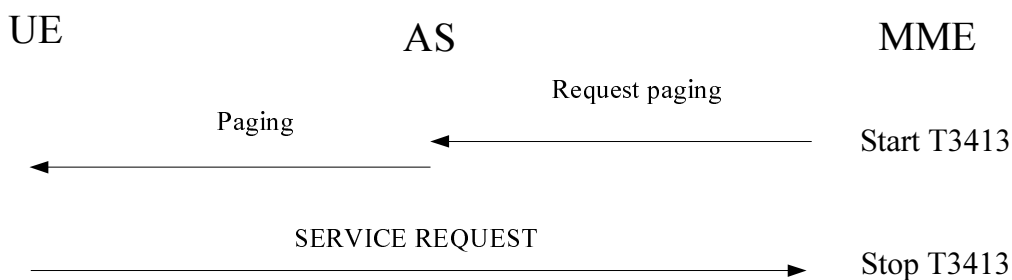 UE
AS
MME
Request paging
Paging
Start T3413
SERVICE REQUEST
Stop T3413